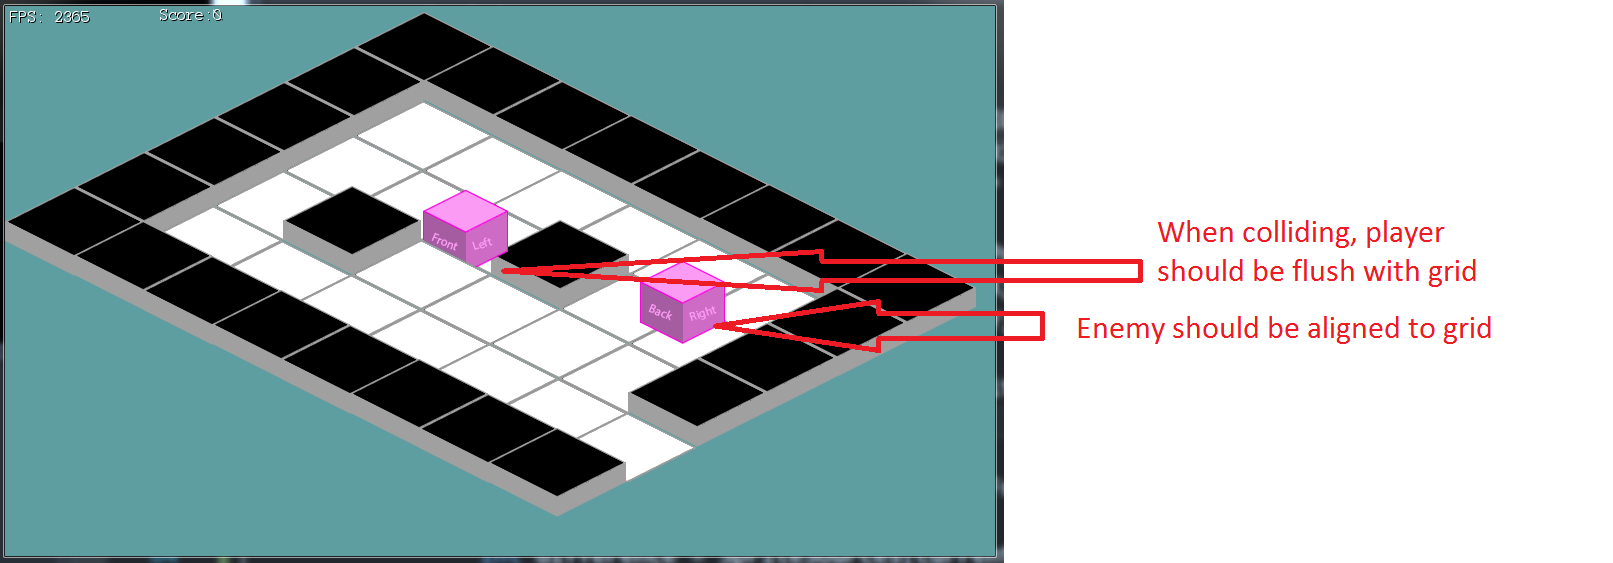 FPS: 2365 Score:0
When colliding, player
should be flush with grid
Enemy should be aligned to grid
Front Left
Back Right